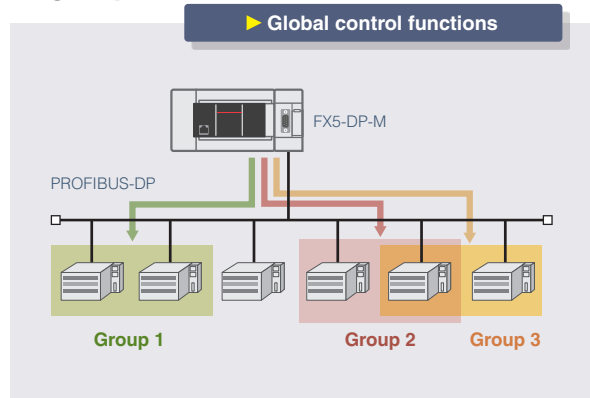 Global control functions
FX5-DP-M
PROFIBUS-DP
Group 1
Group 2
Group 3